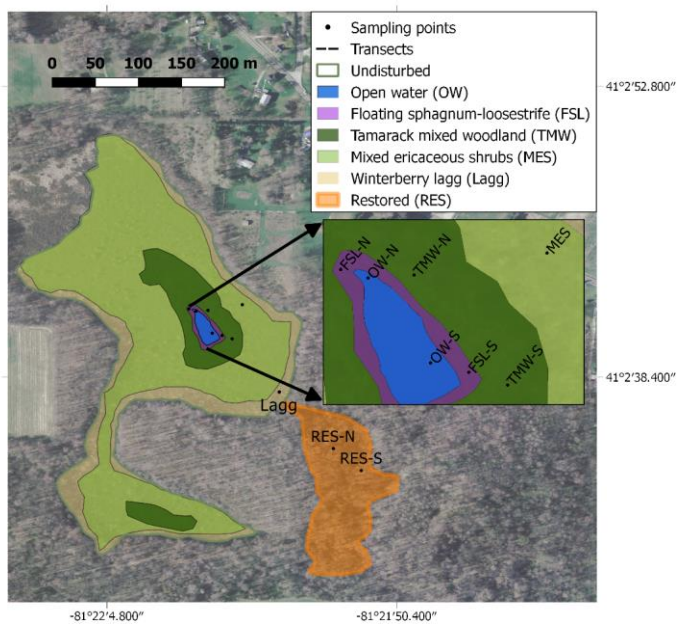 Sampling points
Transects
Undisturbed
Open water (OW)
Floating sphagnum-loosestrife (FSL)
Tamarack mixed woodland (TMW)
Mixed ericaceous shrubs (MES)
Winterberry lagg (Lagg)
Restored (RES)
0 50 100 150 200 m
41°2′52.800″
FSL-N
OW-N
TMW-N
MES
OW-S
FSL-S
TMW-S
41°2′38.400″
Lagg
RES-N
RES-S
-81°22′4.800″
-81°21′50.400″